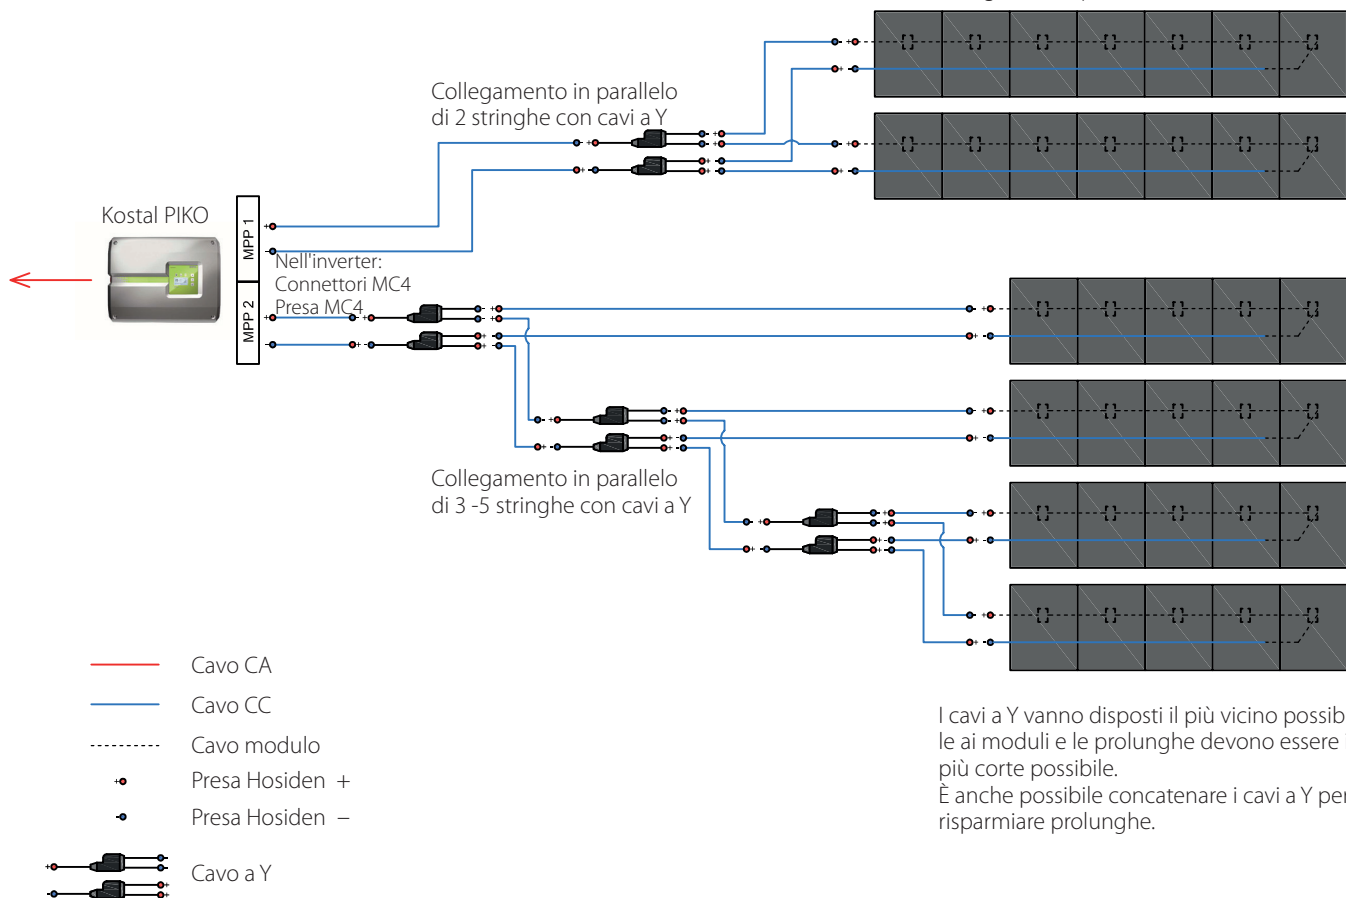 Collegamento in parallelo
di 2 stringhe con cavi a Y
Kostal PIKO
MPP 1
Nell'inverter:
Connettori MC4
Presa MC4
MPP 2
Collegamento in parallelo
di 3 -5 stringhe con cavi a Y
Cavo CA
Cavo CC
Cavo modulo
Presa Hosiden +
Presa Hosiden –
Cavo a Y
I cavi a Y vanno disposti il più vicino possib
le ai moduli e le prolunghe devono essere
più corte possibile.
È anche possibile concatenare i cavi a Y per
risparmiare prolunghe.